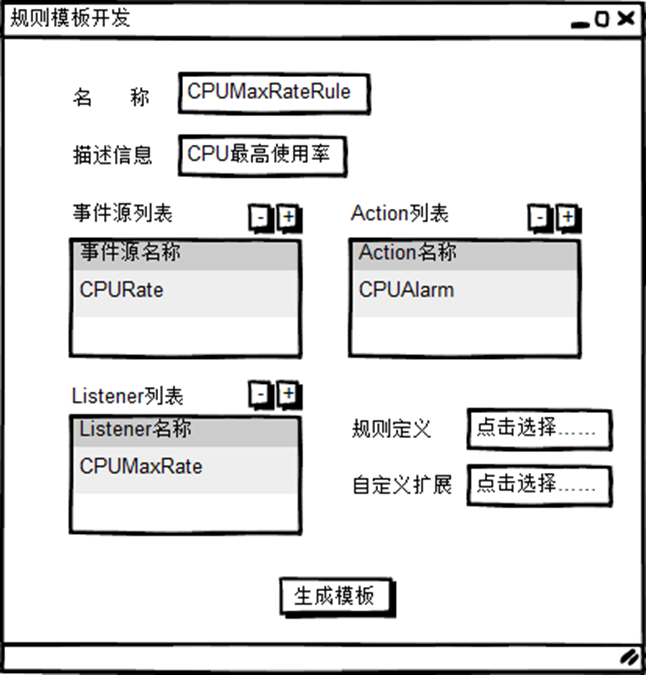 规则模板开发
名 称 CPUMaxRateRule
描述信息 CPU最高使用率
事件源列表 - + Action列表 - +
事件源名称 Action名称
CPURate CPUAlarm
Listener列表 - +
Listener名称 规则定义 点击选择……
CPUMaxRate 自定义扩展 点击选择……
生成模板